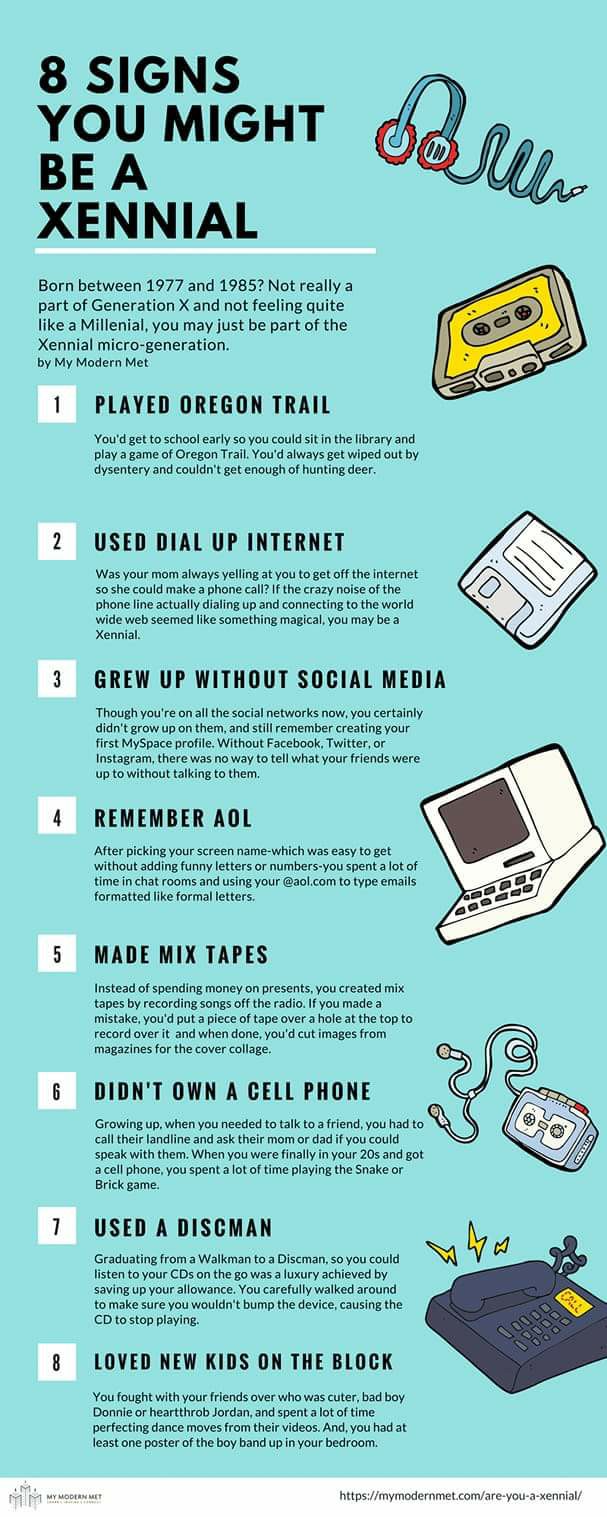 8 SIGNS
YOU MIGHT
BE A
XENNIAL
Born between 1977 and 1985? Not really a
part of Generation X and not feeling quite
like a Millenial, you may just be part of the
Xennial micro-generation.
by My Modern Met
1 PLAYED OREGON TRAIL
You'd get to school early so you could sit in the library and
play a game of Oregon Trail. You'd always get wiped out by
dysentery and couldn't get enough of hunting deer.
2 USED DIAL UP INTERNET
Was your mom always yelling at you to get off the internet
so she could make a phone call? If the crazy noise of the
phone line actually dialing up and connecting to the world
wide web seemed like something magical, you may be a
Xennial.
3 GREW UP WITHOUT SOCIAL MEDIA
Though you're on all the social networks now, you certainly
didn't grow up on them, and still remember creating your
first MySpace profile. Without Facebook, Twitter, or
Instagram, there was no way to tell what your friends were
up to without talking to them.
4 REMEMBER AOL
After picking your screen name-which was easy to get
without adding funny letters or numbers-you spent a lot of
time in chat rooms and using your @aol.com to type emails
formatted like formal letters.
5 MADE MIX TAPES
Instead of spending money on presents, you created mix
tapes by recording songs off the radio. If you made a
mistake, you'd put a piece of tape over a hole at the top to
record over it and when done, you'd cut images from
magazines for the cover collage.
6 DIDN'T OWN A CELL PHONE
Growing up, when you needed to talk to a friend, you had to
call their landline and ask their mom or dad if you could
speak with them. When you were finally in your 20s and got
a cell phone, you spent a lot of time playing the Snake or
Brick game.
7 USED A DISCMAN
Graduating from a Walkman to a Discman, so you could
listen to your CDs on the go was a luxury achieved by
saving up your allowance. You carefully walked around
to make sure you wouldn't bump the device, causing the
CD to stop playing.
CALL
8 LOVED NEW KIDS ON THE BLOCK
You fought with your friends over who was cuter, bad boy
Donnie or heartthrob Jordan, and spent a lot of time
perfecting dance moves from their videos. And, you had at
least one poster of the boy band up in your bedroom.
MY MODERN MET
https://mymodernmet.com/are-you-a-xennial/